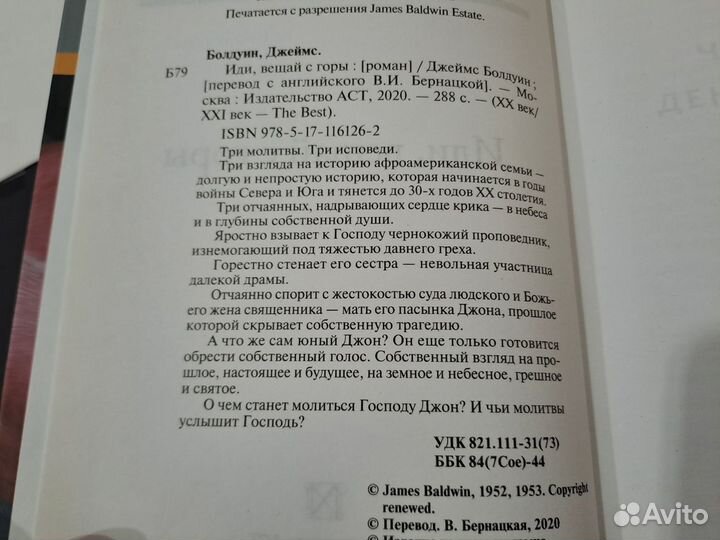 Печатается с разрешения James Baldwin Estate.
Болдуин, Джеймс.
Б79 Иди, вещай с горы : [роман] / Джеймс Болдуин ;
[перевод с английского В.И. Бернацкой]. — Мо-
сква : Издательство АСТ, 2020. — 288 с. — (XX век/
XXI век — The Best).
ISBN 978-5-17-116126-2
Три молитвы. Три исповеди.
Три взгляда на историю афроамериканской семьи —
долгую и непростую историю, которая начинается в годы
войны Севера и Юга и тянется до 30-х годов XX столетия.
Три отчаянных, надрывающих сердце крика — в небеса
и в глубины собственной души.
Яростно взывает к Господу чернокожий проповедник,
изнемогающий под тяжестью давнего греха.
Горестно стенает его сестра — невольная участница
далекой драмы.
Отчаянно спорит с жестокостью суда людского и Божь-
его жена священника — мать его пасынка Джона, прошлое
которой скрывает собственную трагедию.
А что же сам юный Джон? Он еще только готовится
обрести собственный голос. Собственный взгляд на про-
шлое, настоящее и будущее, на земное и небесное, грешное
и святое.
О чем станет молиться Господу Джон? И чьи молитвы
услышит Господь?
УДК 821.111-31(73)
ББК 84(7Сое)-44
© James Baldwin, 1952, 1953. Copyright
renewed.
© Перевод. В. Бернацкая, 2020
Avito